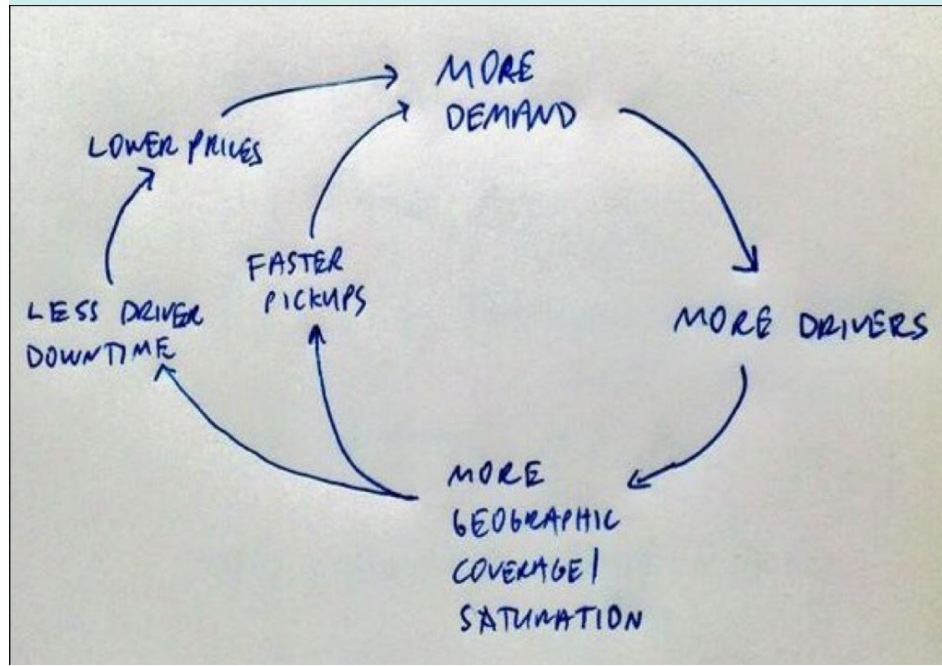 MORE
DEMAND
LOWER PRICES
FASTER
PICKUPS
LESS DRIVER
DOWNTIME
MORE DRIVERS
MORE
GEOGRAPHIC
COVERAGE/
SATURATION